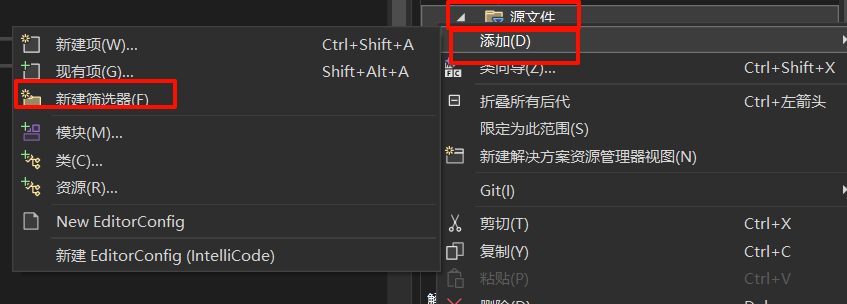 源文件
添加(D)
类向导(Z)... Ctrl+Shift+X
折叠所有后代 Ctrl+左箭头
限定为此范围(S)
新建解决方案资源管理器视图(N)
Git(I)
剪切(T) Ctrl+X
复制(Y) Ctrl+C
粘贴(P) Ctrl+V
删除(D) Del
新建项(W)... Ctrl+Shift+A
现有项(G)... Shift+Alt+A
新建筛选器(F)
模块(M)...
类(C)...
资源(R)...
New EditorConfig
新建 EditorConfig (IntelliCode)